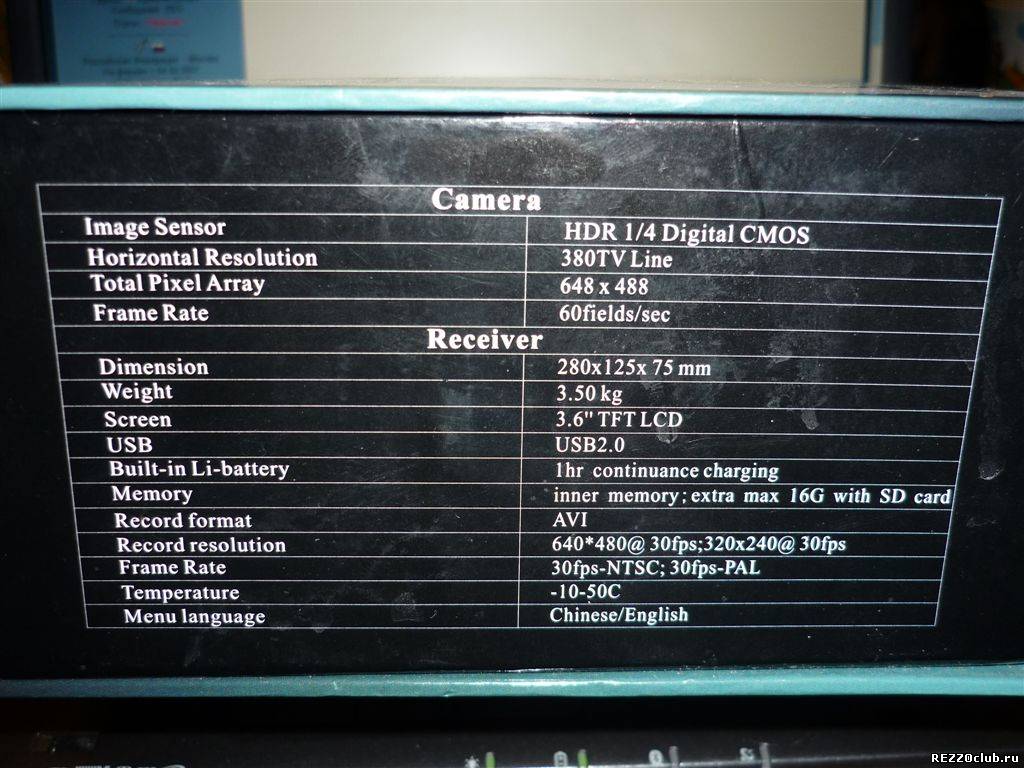 Camera
Image Sensor HDR 1/4 Digital CMOS
Horizontal Resolution 380TV Line
Total Pixel Array 648 x 488
Frame Rate 60fields/sec
Receiver
Dimension 280x125x 75 mm
Weight 3.50 kg
Screen 3.6" TFT LCD
USB USB2.0
Built-in Li-battery 1hr continuance charging
Memory inner memory; extra max 16G with SD card
Record format AVI
Record resolution 640*480@ 30fps;320x240@ 30fps
Frame Rate 30fps-NTSC; 30fps-PAL
Temperature -10-50C
Menu language Chinese/English
REZZOclub.ru